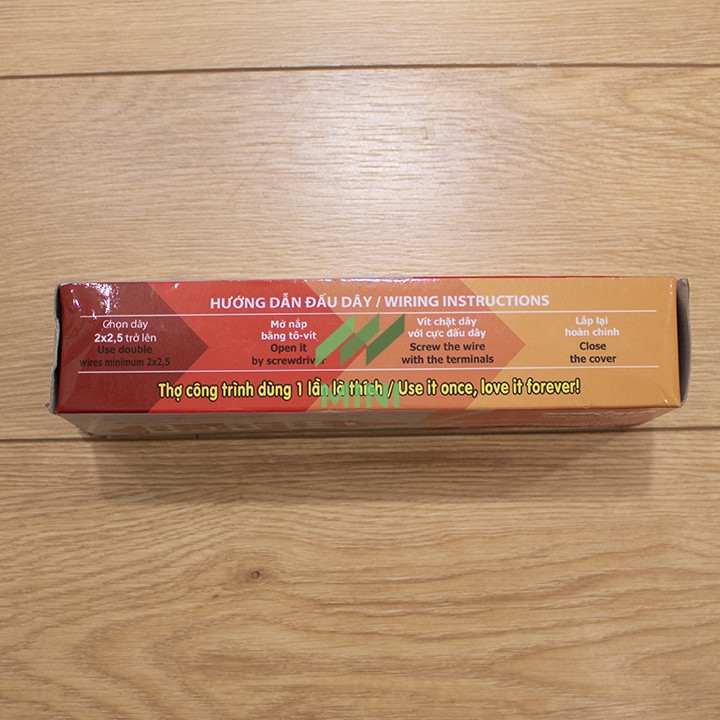 HƯỚNG DẪN ĐẤU DÂY / WIRING INSTRUCTIONS
Chọn dây
2x2,5 trở lên
Use double
wires minimum 2x2,5
Mở nắp
bằng tô-vít
Open it
by screwdriver
Vít chặt dây
với cực đấu dây
Screw the wire
with the terminals
Lắp lại
hoàn chỉnh
Close
the cover
Thợ công trình dùng 1 lần là thích / Use it once, love it forever!
MINI